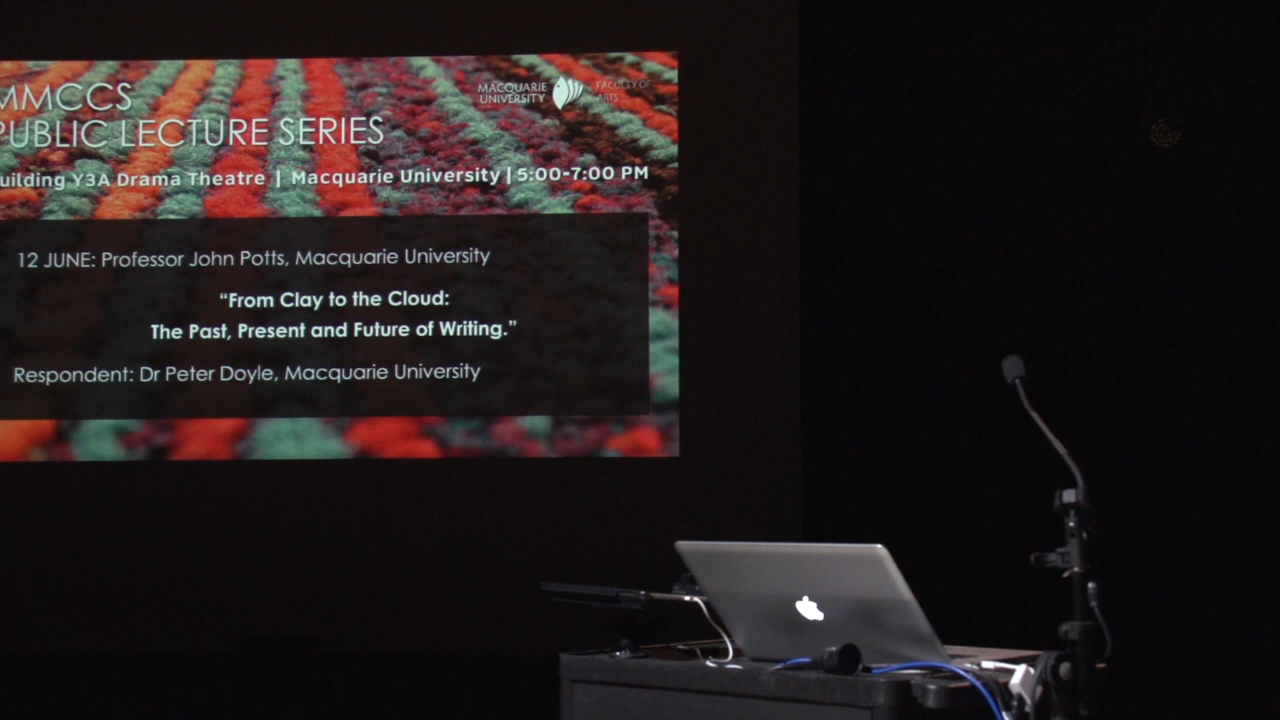 MMCCS
PUBLIC LECTURE SERIES
MACQUARIE
UNIVERSITY
FACULTY OF
ARTS
uilding Y3A Drama Theatre | Macquarie University | 5:00-7:00 PM
12 JUNE: Professor John Potts, Macquarie University
“From Clay to the Cloud:
The Past, Present and Future of Writing.”
Respondent: Dr Peter Doyle, Macquarie University